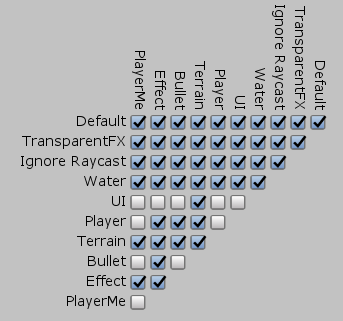 PlayerMe
Effect
Bullet
Terrain
Player
UI
Water
Ignore Raycast
TransparentFX
Default
Default
TransparentFX
Ignore Raycast
Water
UI
Player
Terrain
Bullet
Effect
PlayerMe